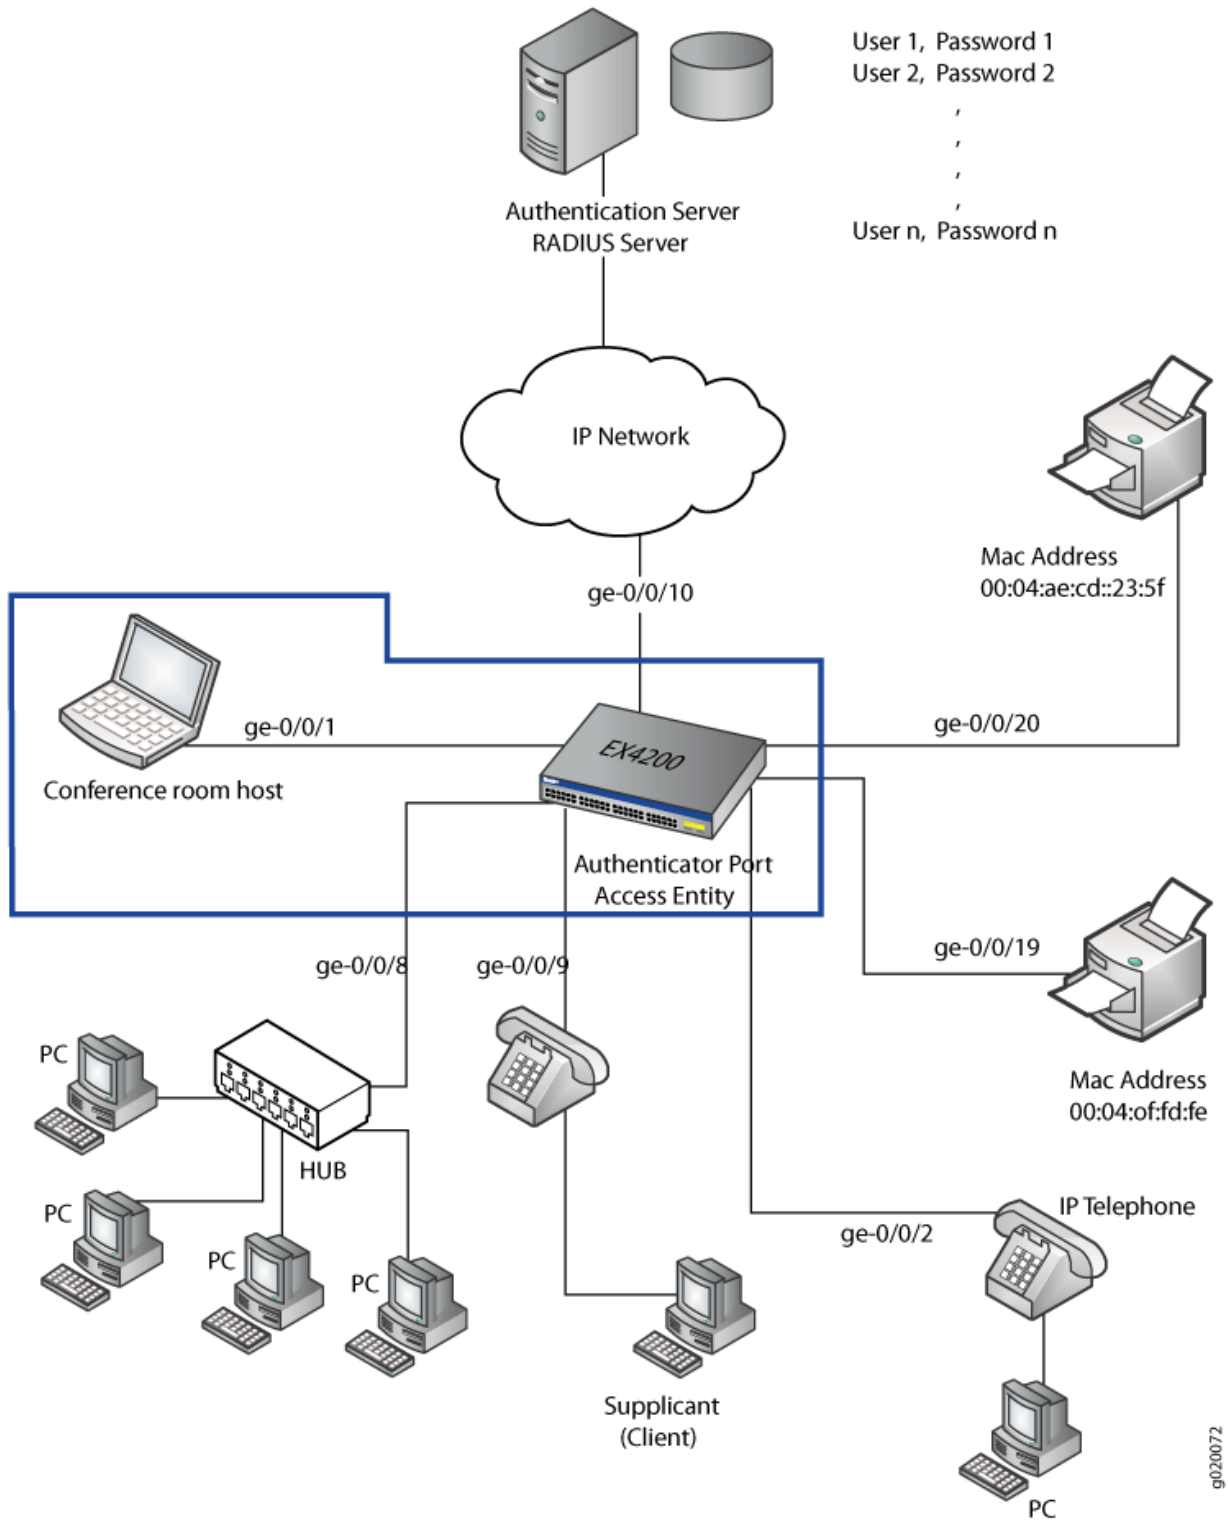 User 1, Password 1
User 2, Password 2
,
,
,
,
User n, Password n
Authentication Server
RADIUS Server
IP Network
Mac Address
00:04:ae:cd::23:5f
ge-0/0/10
ge-0/0/1
ge-0/0/20
EX4200
Conference room host
Authenticator Port
Access Entity
ge-0/0/8
ge-0/0/9
ge-0/0/19
PC
Mac Address
00:04:of:fd:fe
HUB
PC
IP Telephone
ge-0/0/2
PC
PC
Supplicant
(Client)
PC
g020072